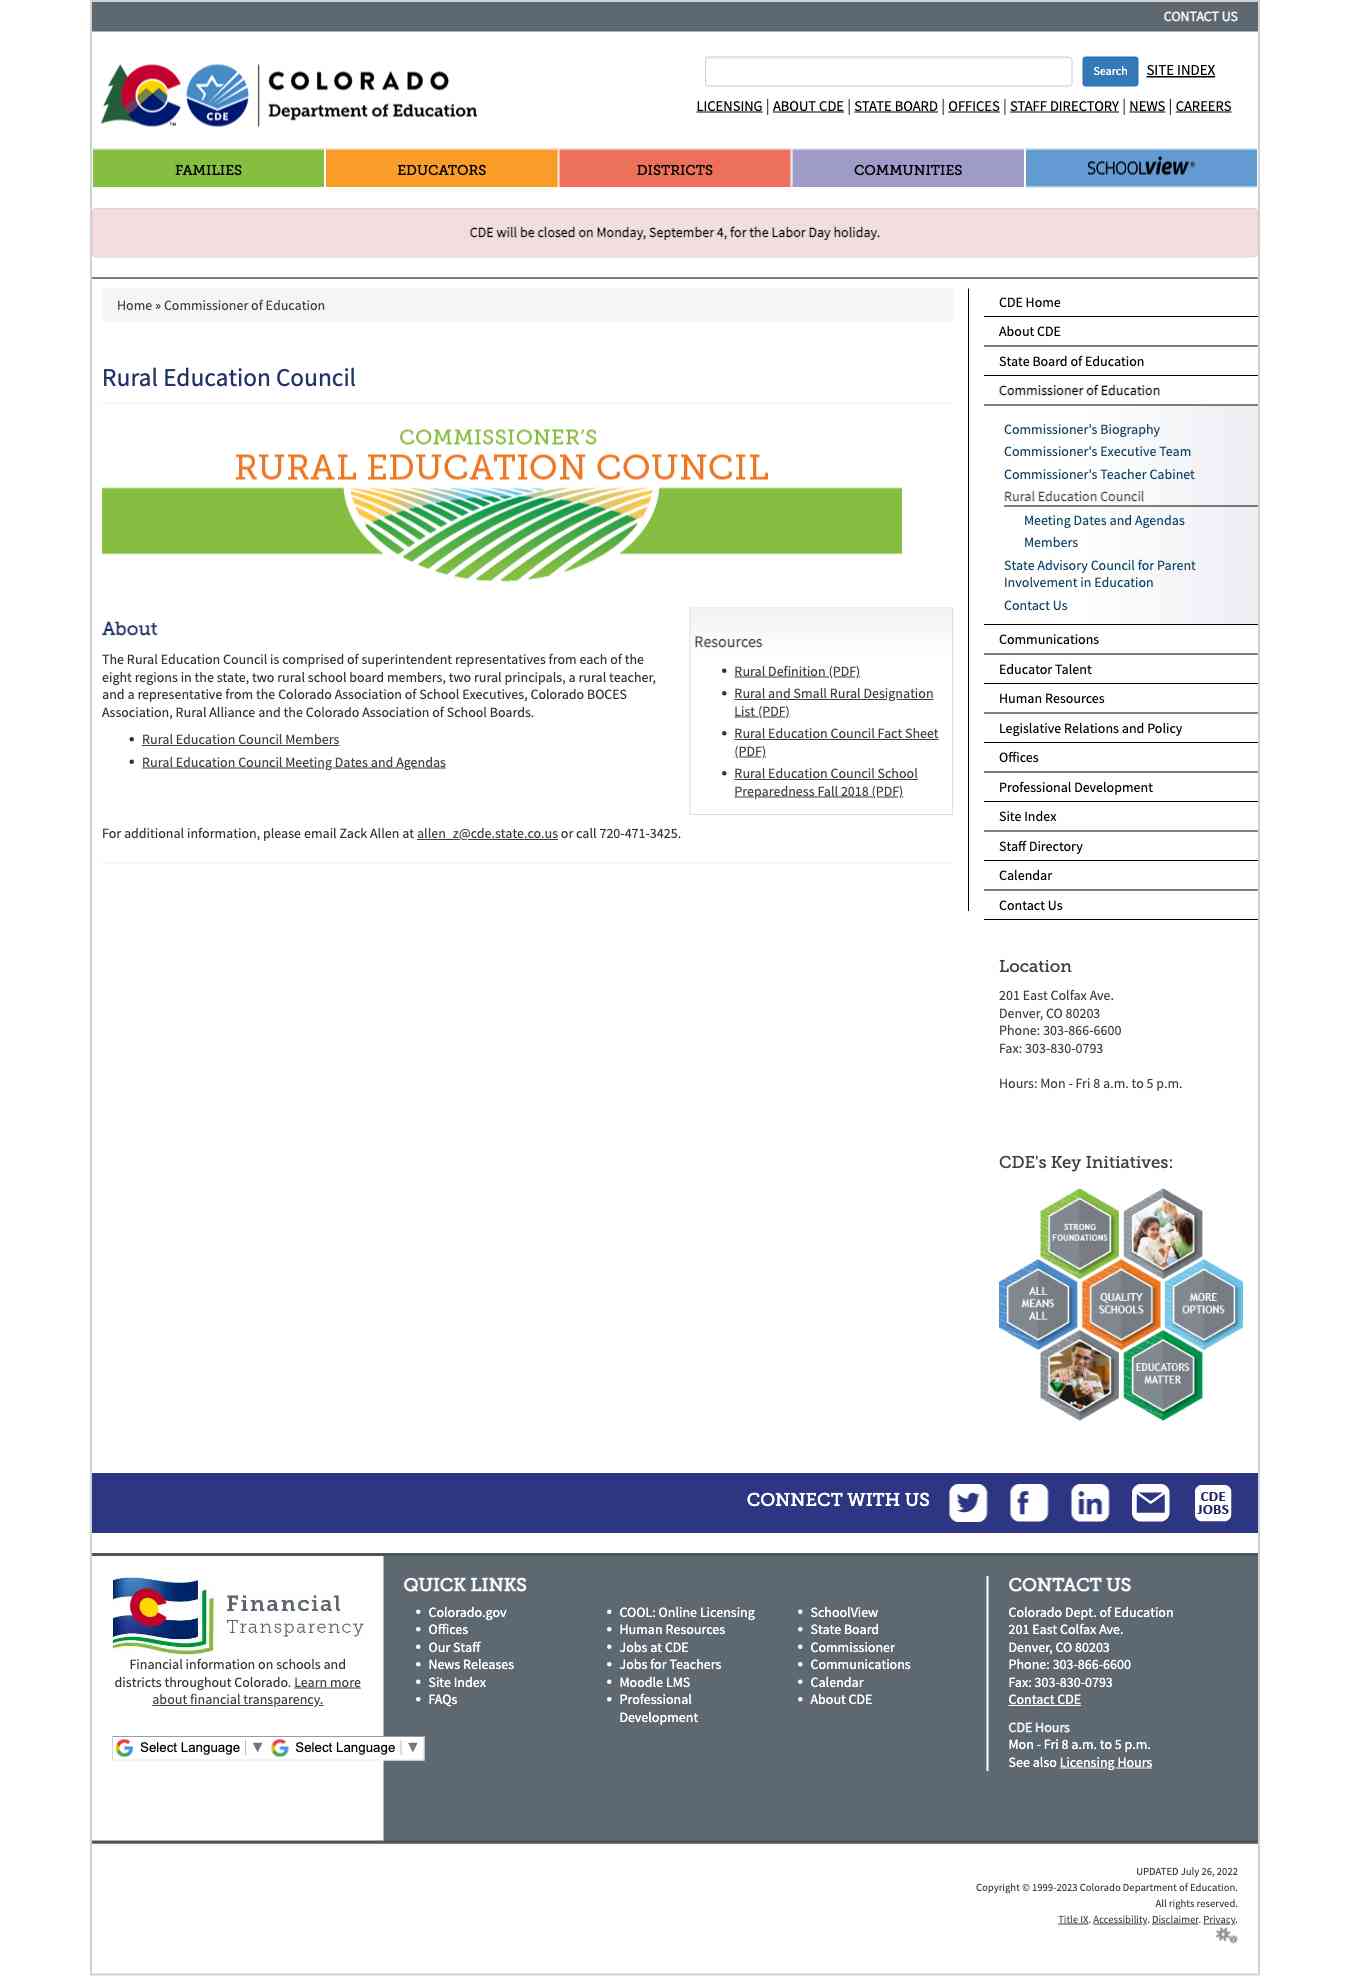 CONTACT US
CDE
COLORADO
Department of Education
Search
SITE INDEX
LICENSING | ABOUT CDE | STATE BOARD | OFFICES | STAFF DIRECTORY | NEWS | CAREERS
FAMILIES
EDUCATORS
DISTRICTS
COMMUNITIES
SCHOOLview®
CDE will be closed on Monday, September 4, for the Labor Day holiday.
Home » Commissioner of Education
Rural Education Council
COMMISSIONER'S
RURAL EDUCATION COUNCIL
About
The Rural Education Council is comprised of superintendent representatives from each of the
eight regions in the state, two rural school board members, two rural principals, a rural teacher,
and a representative from the Colorado Association of School Executives, Colorado BOCES
Association, Rural Alliance and the Colorado Association of School Boards.
• Rural Education Council Members
• Rural Education Council Meeting Dates and Agendas
Resources
• Rural Definition (PDF)
• Rural and Small Rural Designation
List (PDF)
• Rural Education Council Fact Sheet
(PDF)
• Rural Education Council School
Preparedness Fall 2018 (PDF)
For additional information, please email Zack Allen at allen_z@cde.state.co.us or call 720-471-3425.
CDE Home
About CDE
State Board of Education
Commissioner of Education
Commissioner's Biography
Commissioner's Executive Team
Commissioner's Teacher Cabinet
Rural Education Council
Meeting Dates and Agendas
Members
State Advisory Council for Parent
Involvement in Education
Contact Us
Communications
Educator Talent
Human Resources
Legislative Relations and Policy
Offices
Professional Development
Site Index
Staff Directory
Calendar
Contact Us
Location
201 East Colfax Ave.
Denver, CO 80203
Phone: 303-866-6600
Fax: 303-830-0793
Hours: Mon - Fri 8 a.m. to 5 p.m.
CDE's Key Initiatives:
STRONG
FOUNDATIONS
ALL
MEANS
ALL
QUALITY
SCHOOLS
MORE
OPTIONS
EDUCATORS
MATTER
CONNECT WITH US
CDE
JOBS
Financial
Transparency
Financial information on schools and
districts throughout Colorado. Learn more
about financial transparency.
Select Language ▼
Select Language ▼
QUICK LINKS
• Colorado.gov
• Offices
• Our Staff
• News Releases
• Site Index
• FAQs
• COOL: Online Licensing
• Human Resources
• Jobs at CDE
• Jobs for Teachers
• Moodle LMS
• Professional
Development
• SchoolView
• State Board
• Commissioner
• Communications
• Calendar
• About CDE
CONTACT US
Colorado Dept. of Education
201 East Colfax Ave.
Denver, CO 80203
Phone: 303-866-6600
Fax: 303-830-0793
Contact CDE
CDE Hours
Mon - Fri 8 a.m. to 5 p.m.
See also Licensing Hours
UPDATED July 26, 2022
Copyright © 1999-2023 Colorado Department of Education.
All rights reserved.
Title IX. Accessibility. Disclaimer. Privacy.